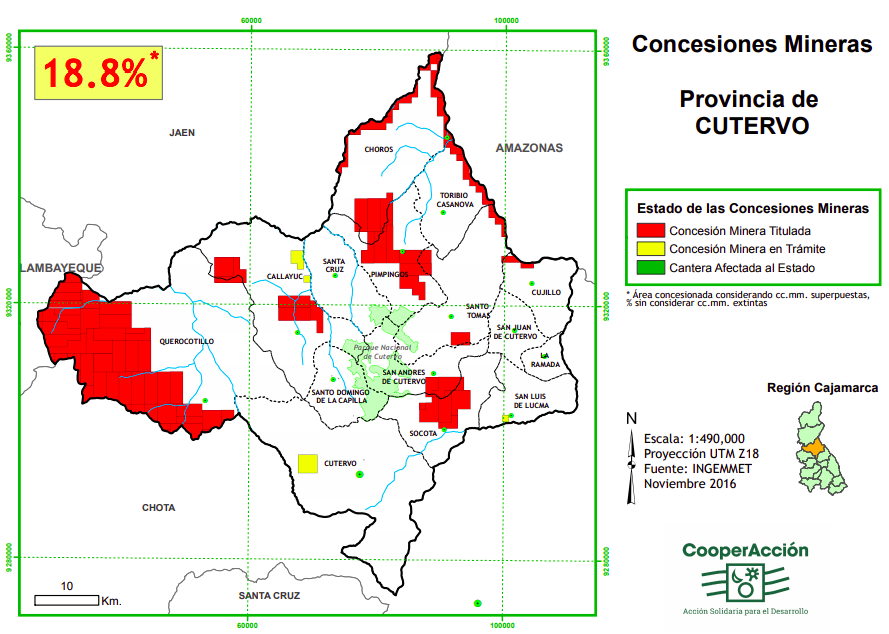 60000
100000
9360000
9360000
18.8%*
Concesiones Mineras
Provincia de
CUTERVO
JAEN
AMAZONAS
CHOROS
TORIBIO
CASANOVA
Estado de las Concesiones Mineras
Concesión Minera Titulada
Concesión Minera en Trámite
Cantera Afectada al Estado
* Área concesionada considerando cc.mm. superpuestas,
% sin considerar cc.mm. extintas
LAMBAYEQUE
CALLAYUC
SANTA
CRUZ
PIMPINGOS
CUJILLO
9320000
9320000
SANTO
TOMAS
SAN JUAN
DE CUTERVO
QUEROCOTILLO
Parque Nacional
de Cutervo
LA
RAMADA
SAN ANDRES
DE CUTERVO
SANTO DOMINGO
DE LA CAPILLA
SAN LUIS
DE LUCMA
SOCOTA
CUTERVO
Región Cajamarca
N
Escala: 1:490,000
Proyección UTM Z18
Fuente: INGEMMET
Noviembre 2016
CHOTA
9280000
9280000
SANTA CRUZ
10
Km.
60000
100000
CooperAcción
Acción Solidaria para el Desarrollo